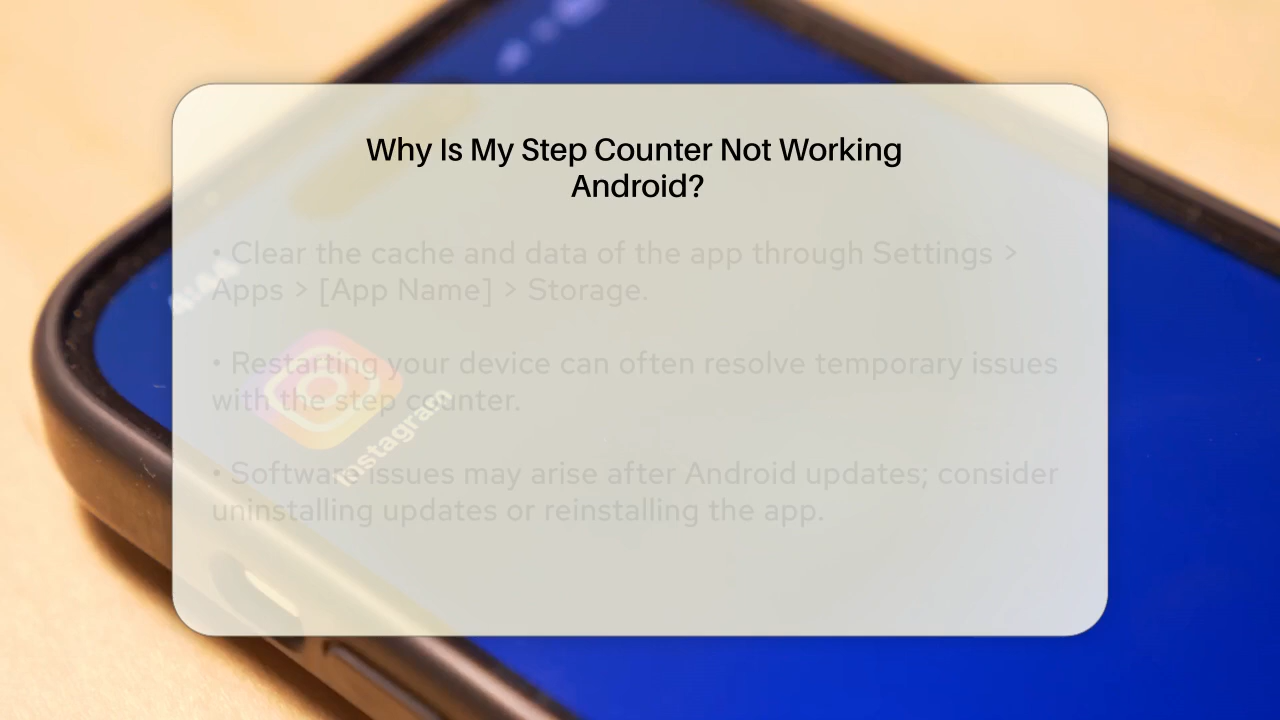 Why Is My Step Counter Not Working
Android?
• Clear the cache and data of the app through Settings >
Apps > [App Name] > Storage.
• Restarting your device can often resolve temporary issues
with the step counter.
• Software issues may arise after Android updates; consider
uninstalling updates or reinstalling the app.
Instagram